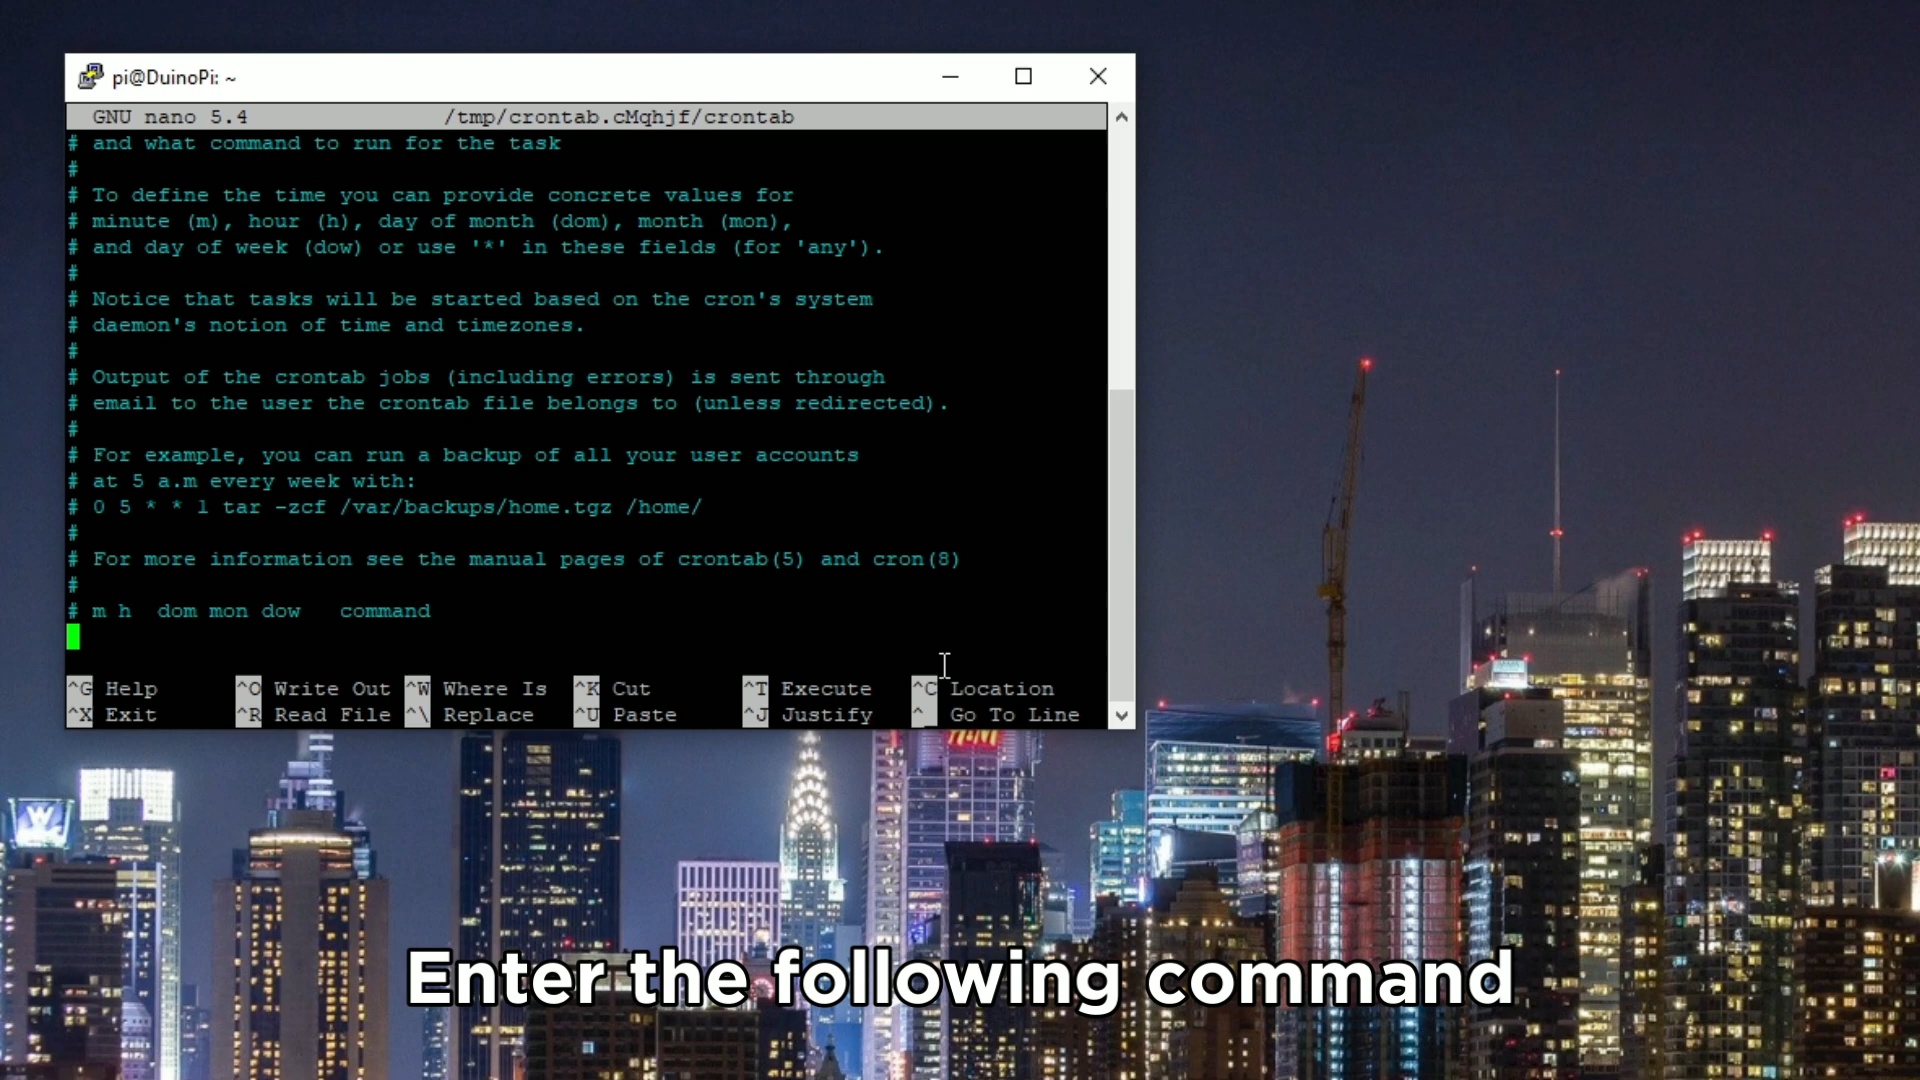 pi@DuinoPi: ~
GNU nano 5.4 /tmp/crontab.cMqhjf/crontab
# and what command to run for the task
#
# To define the time you can provide concrete values for
# minute (m), hour (h), day of month (dom), month (mon),
# and day of week (dow) or use '*' in these fields (for 'any').
#
# Notice that tasks will be started based on the cron's system
# daemon's notion of time and timezones.
#
# Output of the crontab jobs (including errors) is sent through
# email to the user the crontab file belongs to (unless redirected).
#
# For example, you can run a backup of all your user accounts
# at 5 a.m every week with:
# 0 5 * * 1 tar -zcf /var/backups/home.tgz /home/
#
# For more information see the manual pages of crontab(5) and cron(8)
#
# m h  dom mon dow   command
^G Help ^O Write Out ^W Where Is ^K Cut ^T Execute ^C Location
^X Exit ^R Read File ^\ Replace ^U Paste ^J Justify ^_ Go To Line
H&M
W
Enter the following command